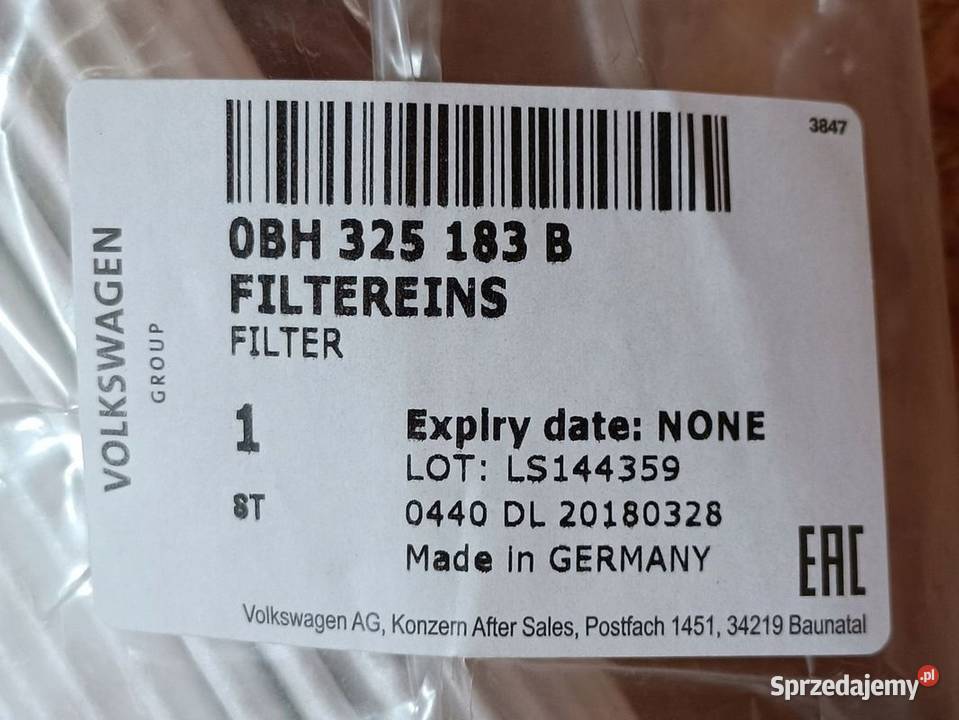 3847
0BH 325 183 B
FILTEREINS
FILTER
VOLKSWAGEN
GROUP
1
ST
Expiry date: NONE
LOT: LS144359
0440 DL 20180328
Made in GERMANY
EAC
Volkswagen AG, Konzern After Sales, Postfach 1451, 34219 Baunatal
Sprzedajemy.pl